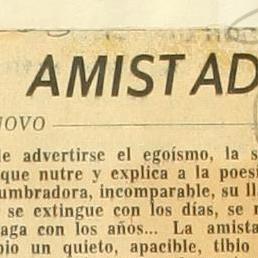 AMISTAD
NOVO
de advertirse el egoísmo, la s
que nutre y explica a la poesí
umbradora, incomparable, su ll
se extingue con los días, se
aga con los años... La amista
un quieto, apacible, tibio